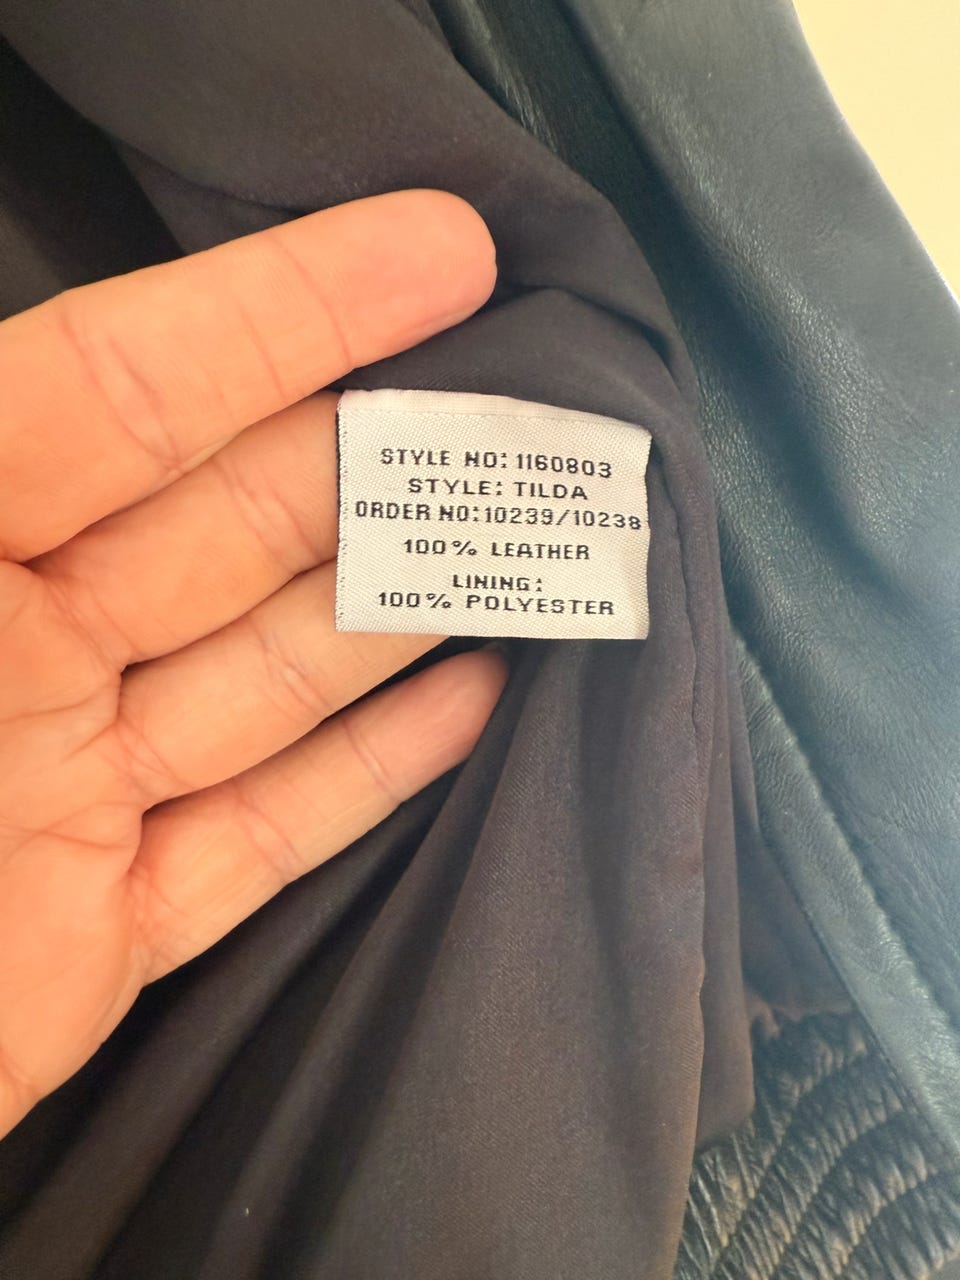 STYLE NO: 1160803
STYLE: TILDA
ORDER NO:10239/10238
100% LEATHER
LINING:
100% POLYESTER